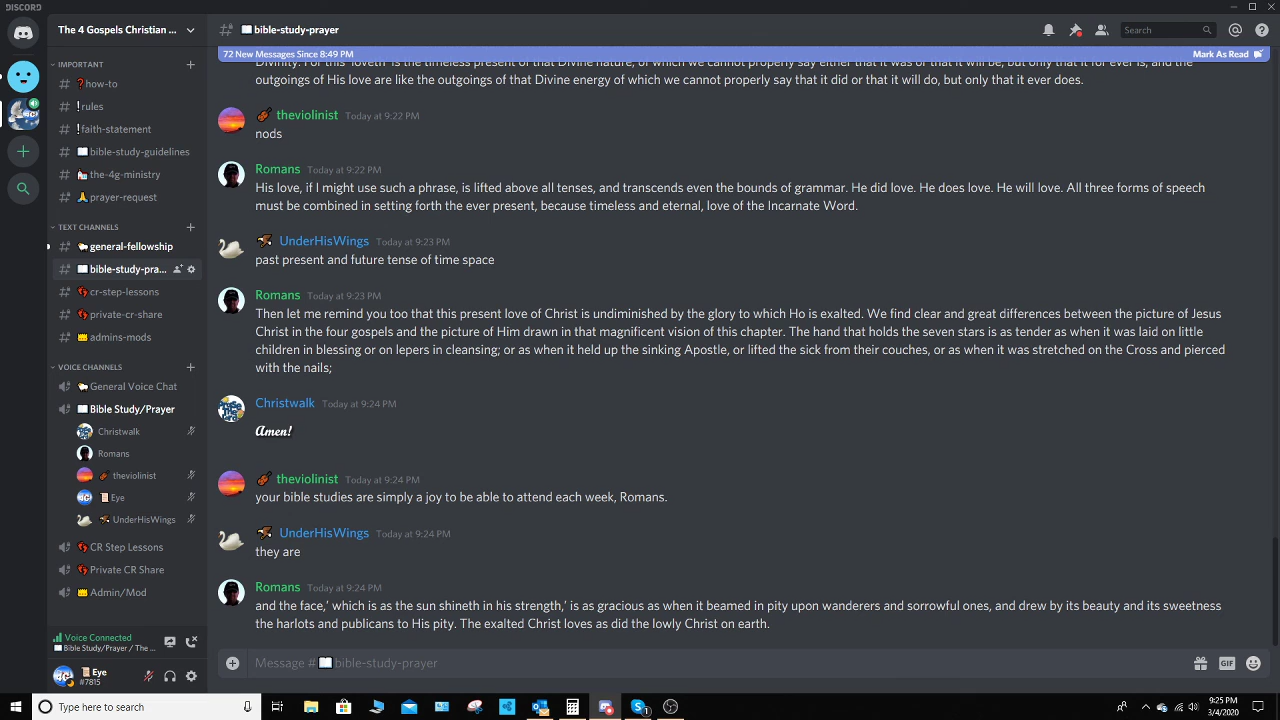 DISCORD
The 4 Gospels Christian ...
bible-study-prayer
Search
72 New Messages Since 8:49 PM
Mark As Read
IMPORTANT
how-to
rules
faith-statement
bible-study-guidelines
the-4g-ministry
prayer-request
TEXT CHANNELS
general-fellowship
bible-study-pra...
cr-step-lessons
private-cr-share
admins-mods
VOICE CHANNELS
General Voice Chat
Bible Study/Prayer
Christwalk
Romans
theviolinist
Eye
UnderHisWings
CR Step Lessons
Private CR Share
Admin/Mod
Voice Connected
Bible Study/Prayer / The ...
Eye
#7815
Divinity. For this 'loveth' is the timeless present of that Divine nature, of which we cannot properly say either that it was or that it will be, but only that it for ever is; and the
outgoings of His love are like the outgoings of that Divine energy of which we cannot properly say that it did or that it will do, but only that it ever does.
theviolinist Today at 9:22 PM
nods
Romans Today at 9:22 PM
His love, if I might use such a phrase, is lifted above all tenses, and transcends even the bounds of grammar. He did love. He does love. He will love. All three forms of speech
must be combined in setting forth the ever present, because timeless and eternal, love of the Incarnate Word.
UnderHisWings Today at 9:23 PM
past present and future tense of time space
Romans Today at 9:23 PM
Then let me remind you too that this present love of Christ is undiminished by the glory to which Ho is exalted. We find clear and great differences between the picture of Jesus
Christ in the four gospels and the picture of Him drawn in that magnificent vision of this chapter. The hand that holds the seven stars is as tender as when it was laid on little
children in blessing or on lepers in cleansing; or as when it held up the sinking Apostle, or lifted the sick from their couches, or as when it was stretched on the Cross and pierced
with the nails;
Christwalk Today at 9:24 PM
Amen!
theviolinist Today at 9:24 PM
your bible studies are simply a joy to be able to attend each week, Romans.
UnderHisWings Today at 9:24 PM
they are
Romans Today at 9:24 PM
and the face,' which is as the sun shineth in his strength,' is as gracious as when it beamed in pity upon wanderers and sorrowful ones, and drew by its beauty and its sweetness
the harlots and publicans to His pity. The exalted Christ loves as did the lowly Christ on earth.
Message # bible-study-prayer
GIF
Type here to search
9:25 PM
3/4/2020